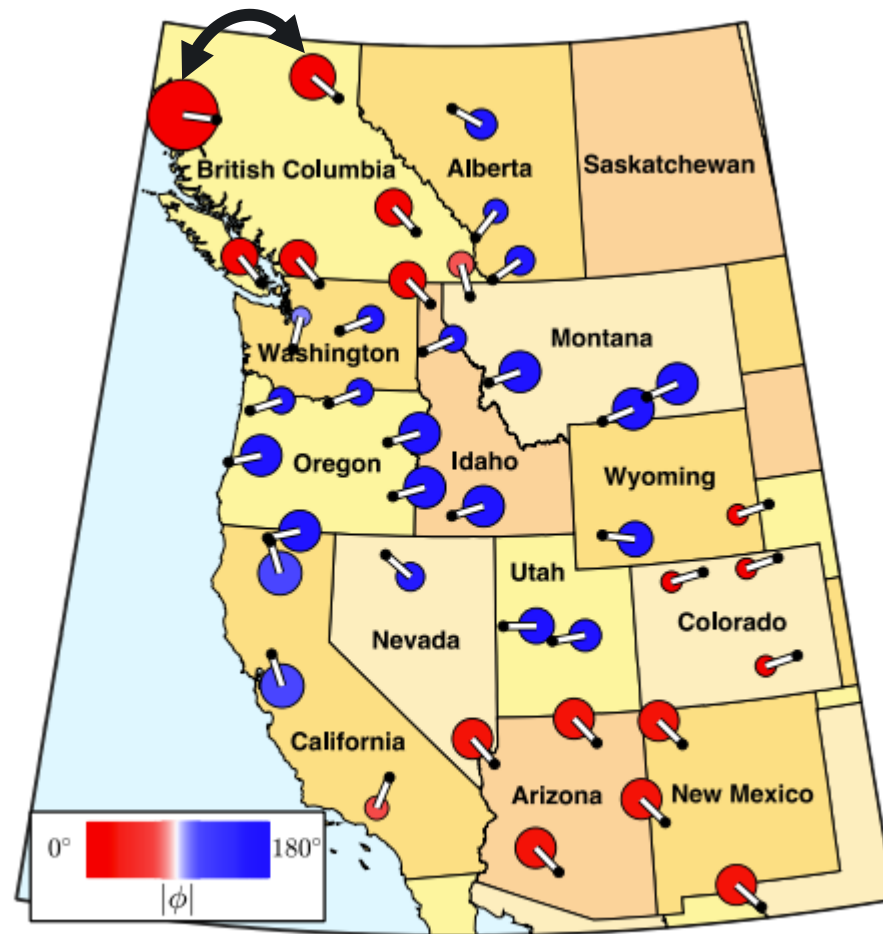 British Columbia
Alberta
Saskatchewan
Washington
Montana
Oregon
Idaho
Wyoming
Utah
Nevada
Colorado
California
Arizona
New Mexico
0° 180°
|ϕ|